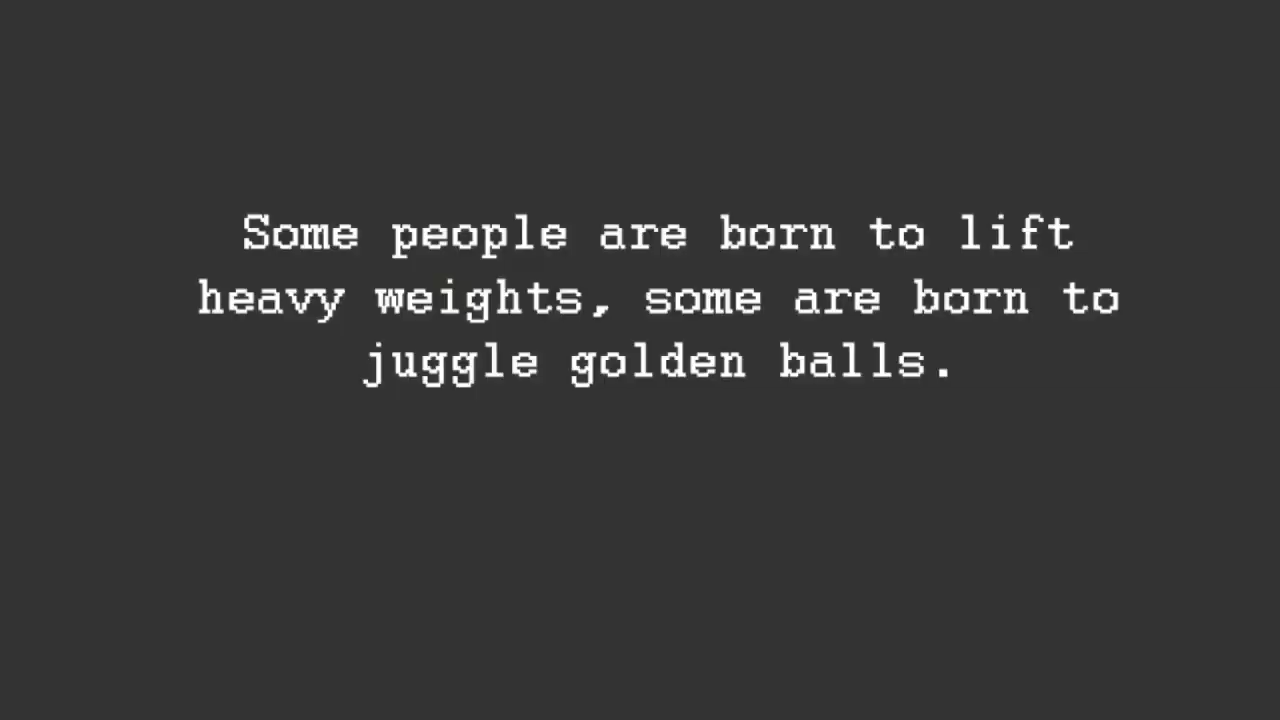 Some people are born to lift
heavy weights, some are born to
juggle golden balls.